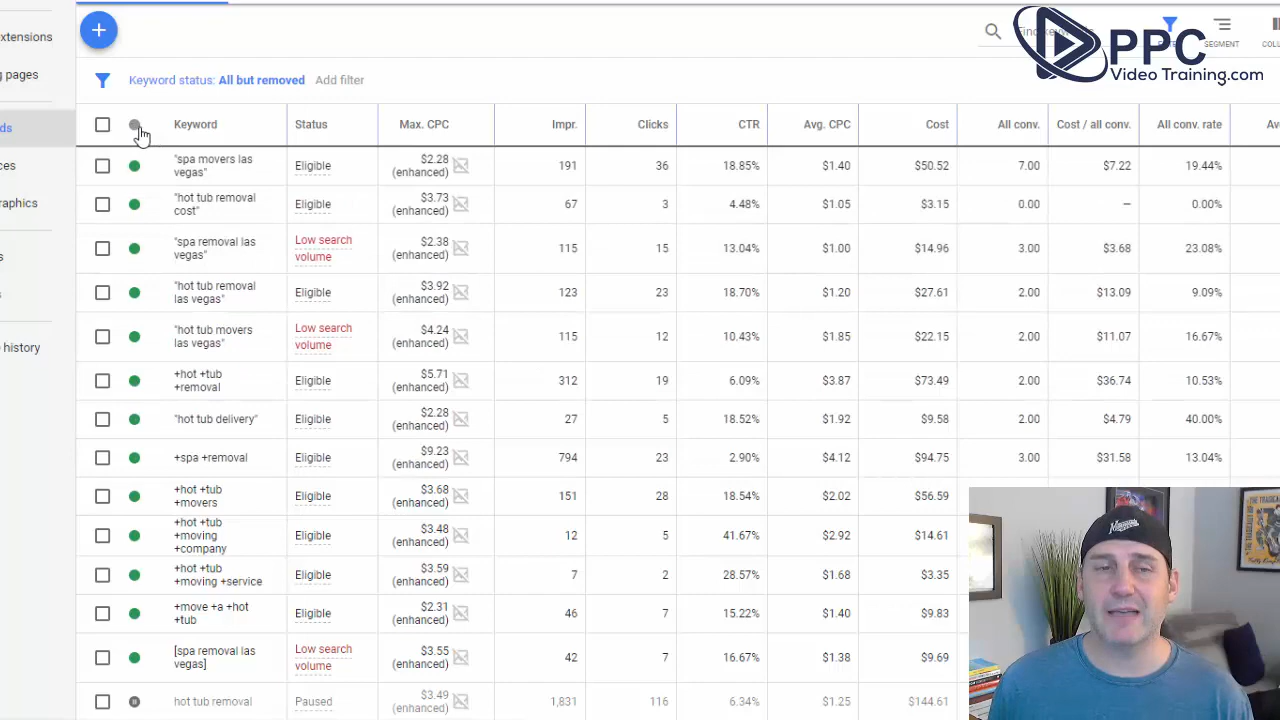 PPC
Video Training.com
xtensions
SEGMENT
COLU
g pages
Keyword status: All but removed Add filter
ds
Keyword Status Max. CPC Impr. Clicks CTR Avg. CPC Cost All conv. Cost / all conv. All conv. rate Av
ces
"spa movers las vegas" Eligible $2.28 (enhanced) 191 36 18.85% $1.40 $50.52 7.00 $7.22 19.44%
raphics
"hot tub removal cost" Eligible $3.73 (enhanced) 67 3 4.48% $1.05 $3.15 0.00 — 0.00%
s
"spa removal las vegas" Low search volume $2.38 (enhanced) 115 15 13.04% $1.00 $14.96 3.00 $3.68 23.08%
s
"hot tub removal las vegas" Eligible $3.92 (enhanced) 123 23 18.70% $1.20 $27.61 2.00 $13.09 9.09%
history
"hot tub movers las vegas" Low search volume $4.24 (enhanced) 115 12 10.43% $1.85 $22.15 2.00 $11.07 16.67%
+hot +tub +removal Eligible $5.71 (enhanced) 312 19 6.09% $3.87 $73.49 2.00 $36.74 10.53%
"hot tub delivery" Eligible $2.28 (enhanced) 27 5 18.52% $1.92 $9.58 2.00 $4.79 40.00%
+spa +removal Eligible $9.23 (enhanced) 794 23 2.90% $4.12 $94.75 3.00 $31.58 13.04%
+hot +tub +movers Eligible $3.68 (enhanced) 151 28 18.54% $2.02 $56.59
+hot +tub +moving +company Eligible $3.48 (enhanced) 12 5 41.67% $2.92 $14.61
+hot +tub +moving +service Eligible $3.59 (enhanced) 7 2 28.57% $1.68 $3.35
+move +a +hot +tub Eligible $2.31 (enhanced) 46 7 15.22% $1.40 $9.83
[spa removal las vegas] Low search volume $3.55 (enhanced) 42 7 16.67% $1.38 $9.69
hot tub removal Paused $3.49 (enhanced) 1,831 116 6.34% $1.25 $144.61